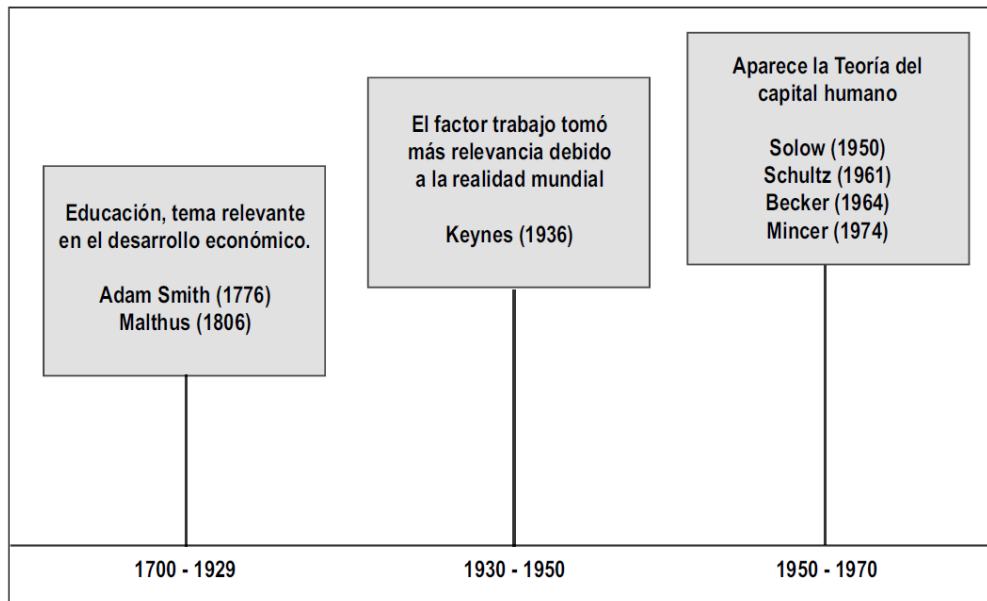 Educación, tema relevante
en el desarrollo económico.
Adam Smith (1776)
Malthus (1806)
El factor trabajo tomó
más relevancia debido
a la realidad mundial
Keynes (1936)
Aparece la Teoría del
capital humano
Solow (1950)
Schultz (1961)
Becker (1964)
Mincer (1974)
1700 - 1929
1930 - 1950
1950 - 1970